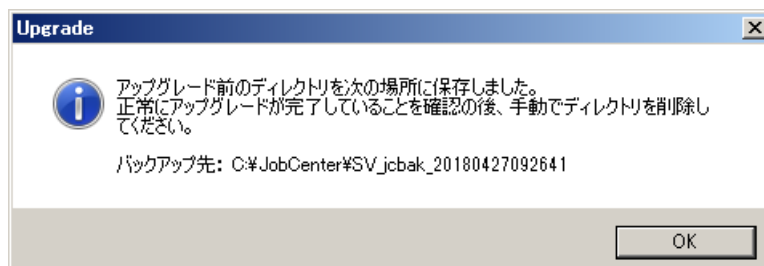 Upgrade
アップグレード前のディレクトリを次の場所に保存しました。
正常にアップグレードが完了していることを確認の後、手動でディレクトリを削除し
てください。
バックアップ先: C:¥JobCenter¥SV_jcbak_20180427092641
OK